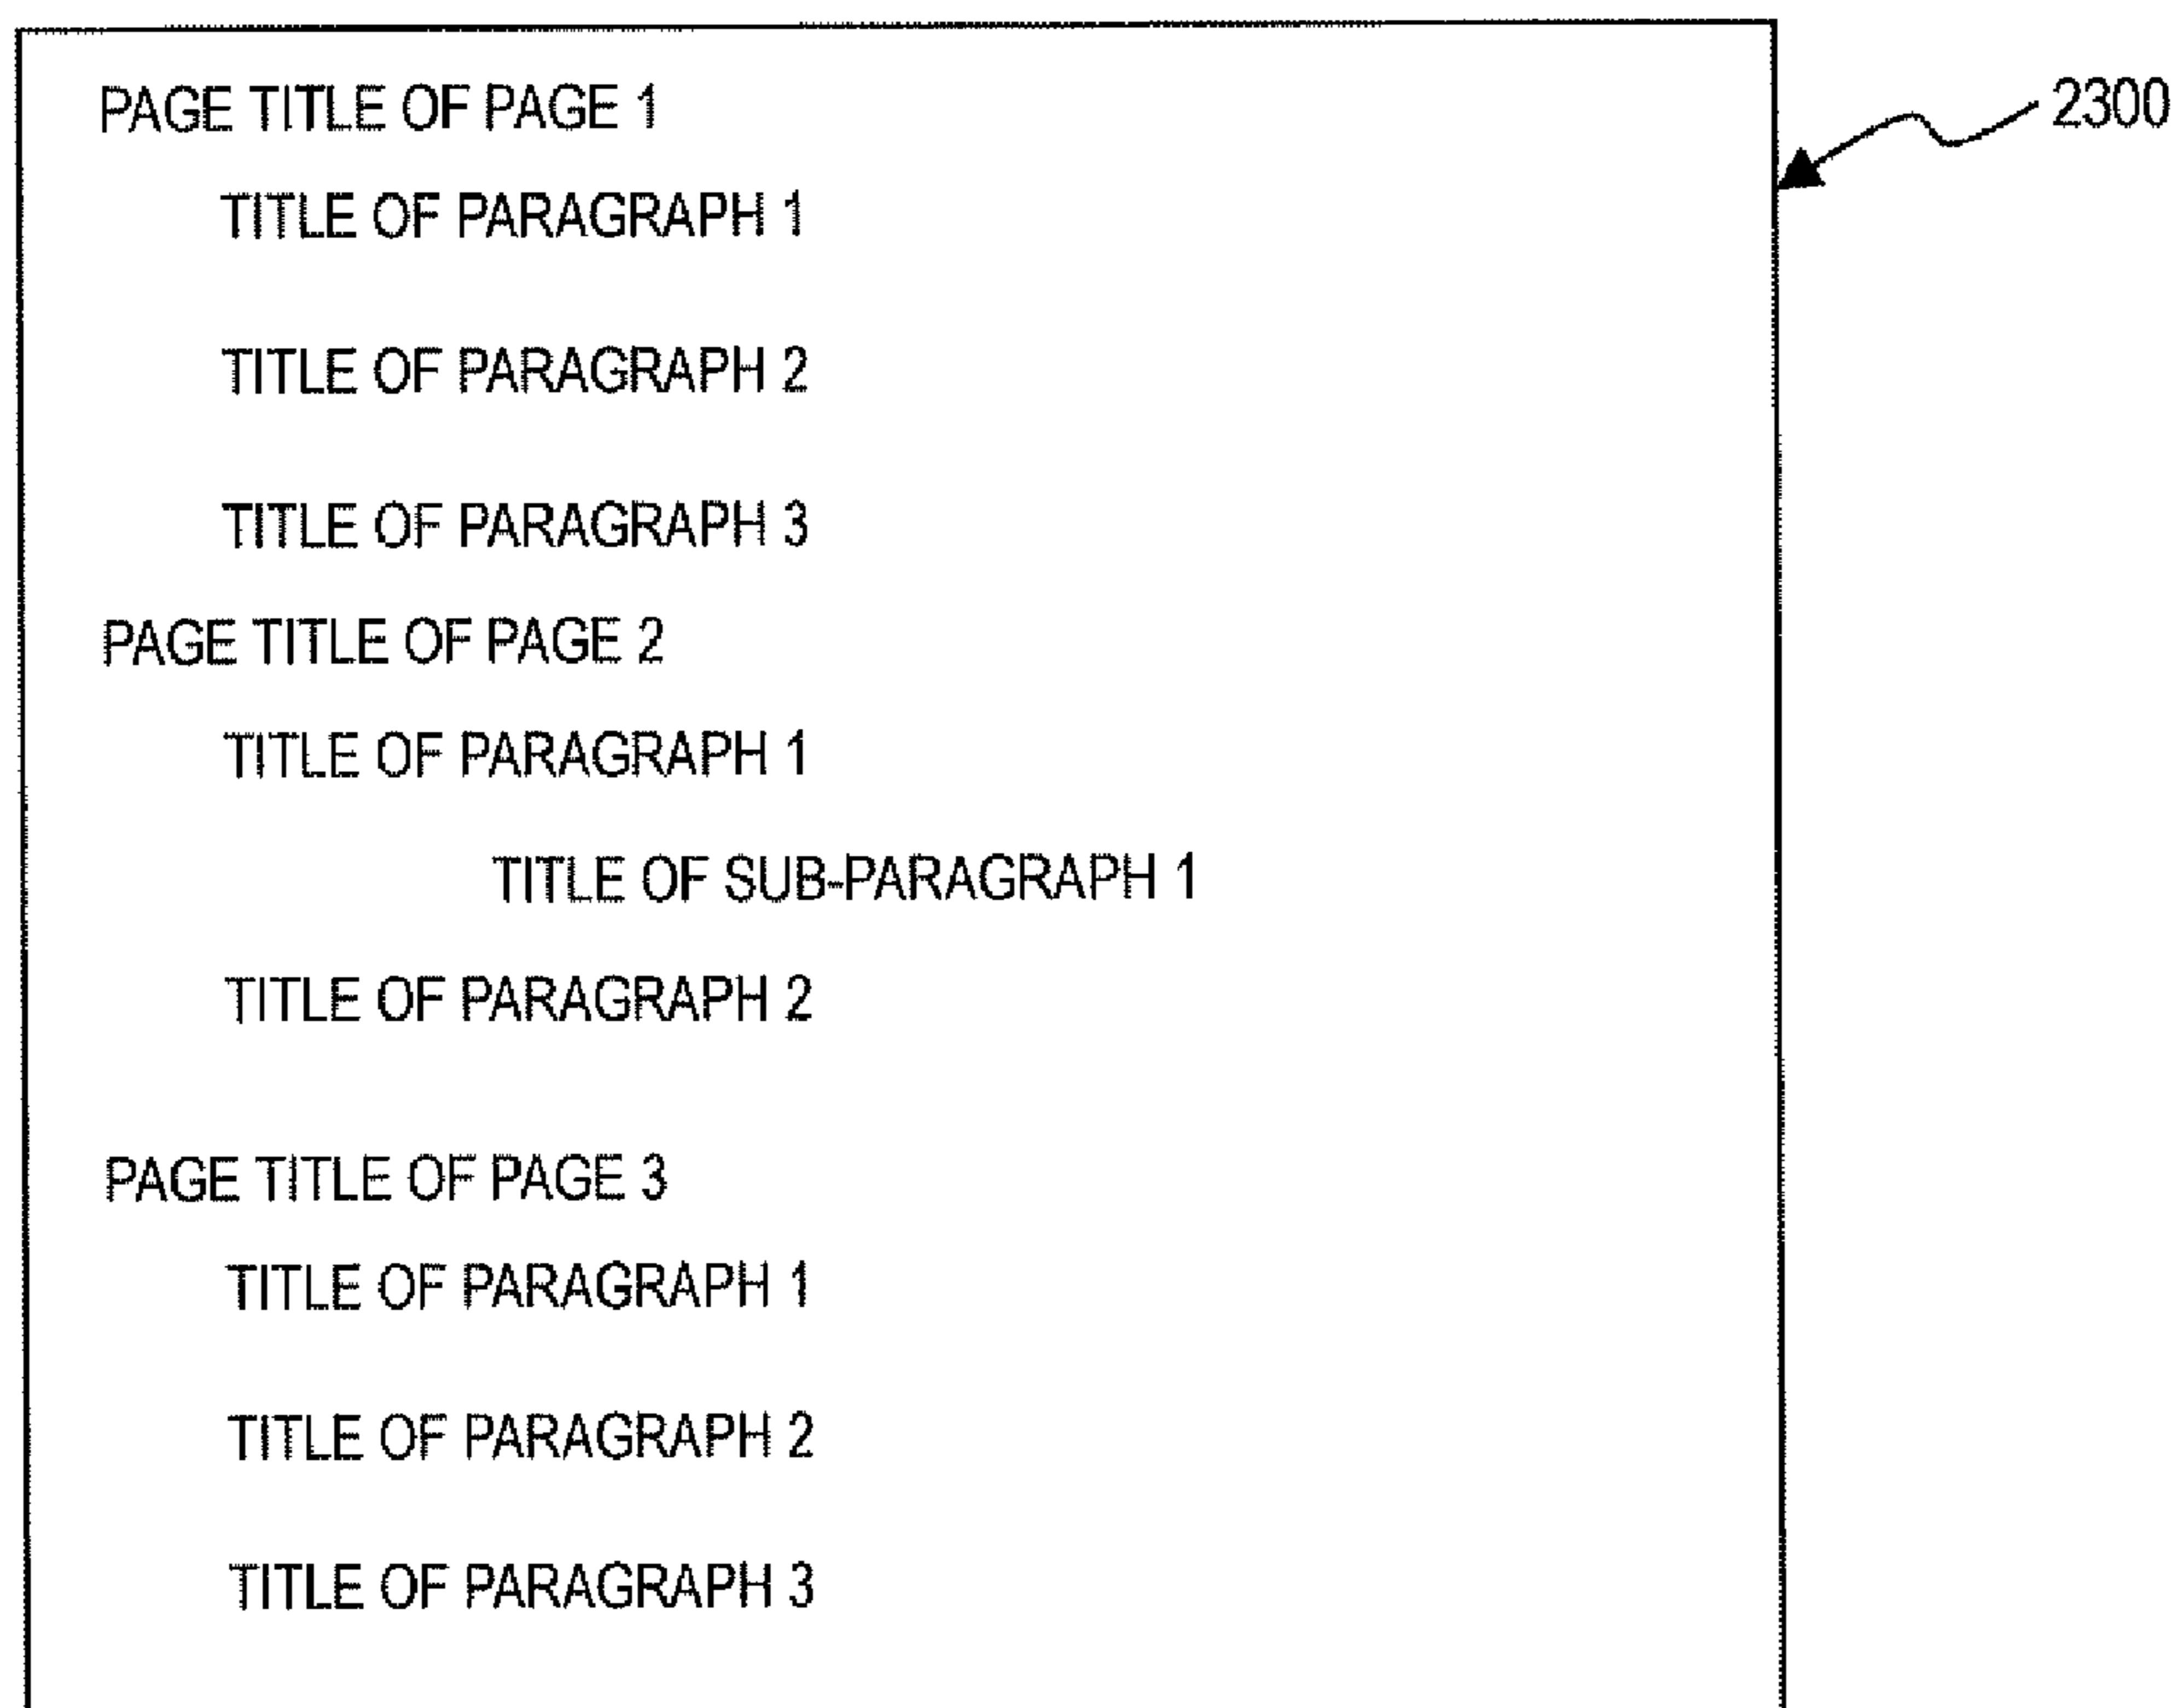 PAGE TITLE OF PAGE 1
2300
TITLE OF PARAGRAPH 1
TITLE OF PARAGRAPH 2
TITLE OF PARAGRAPH 3
PAGE TITLE OF PAGE 2
TITLE OF PARAGRAPH 1
TITLE OF SUB-PARAGRAPH 1
TITLE OF PARAGRAPH 2
PAGE TITLE OF PAGE 3
TITLE OF PARAGRAPH 1
TITLE OF PARAGRAPH 2
TITLE OF PARAGRAPH 3